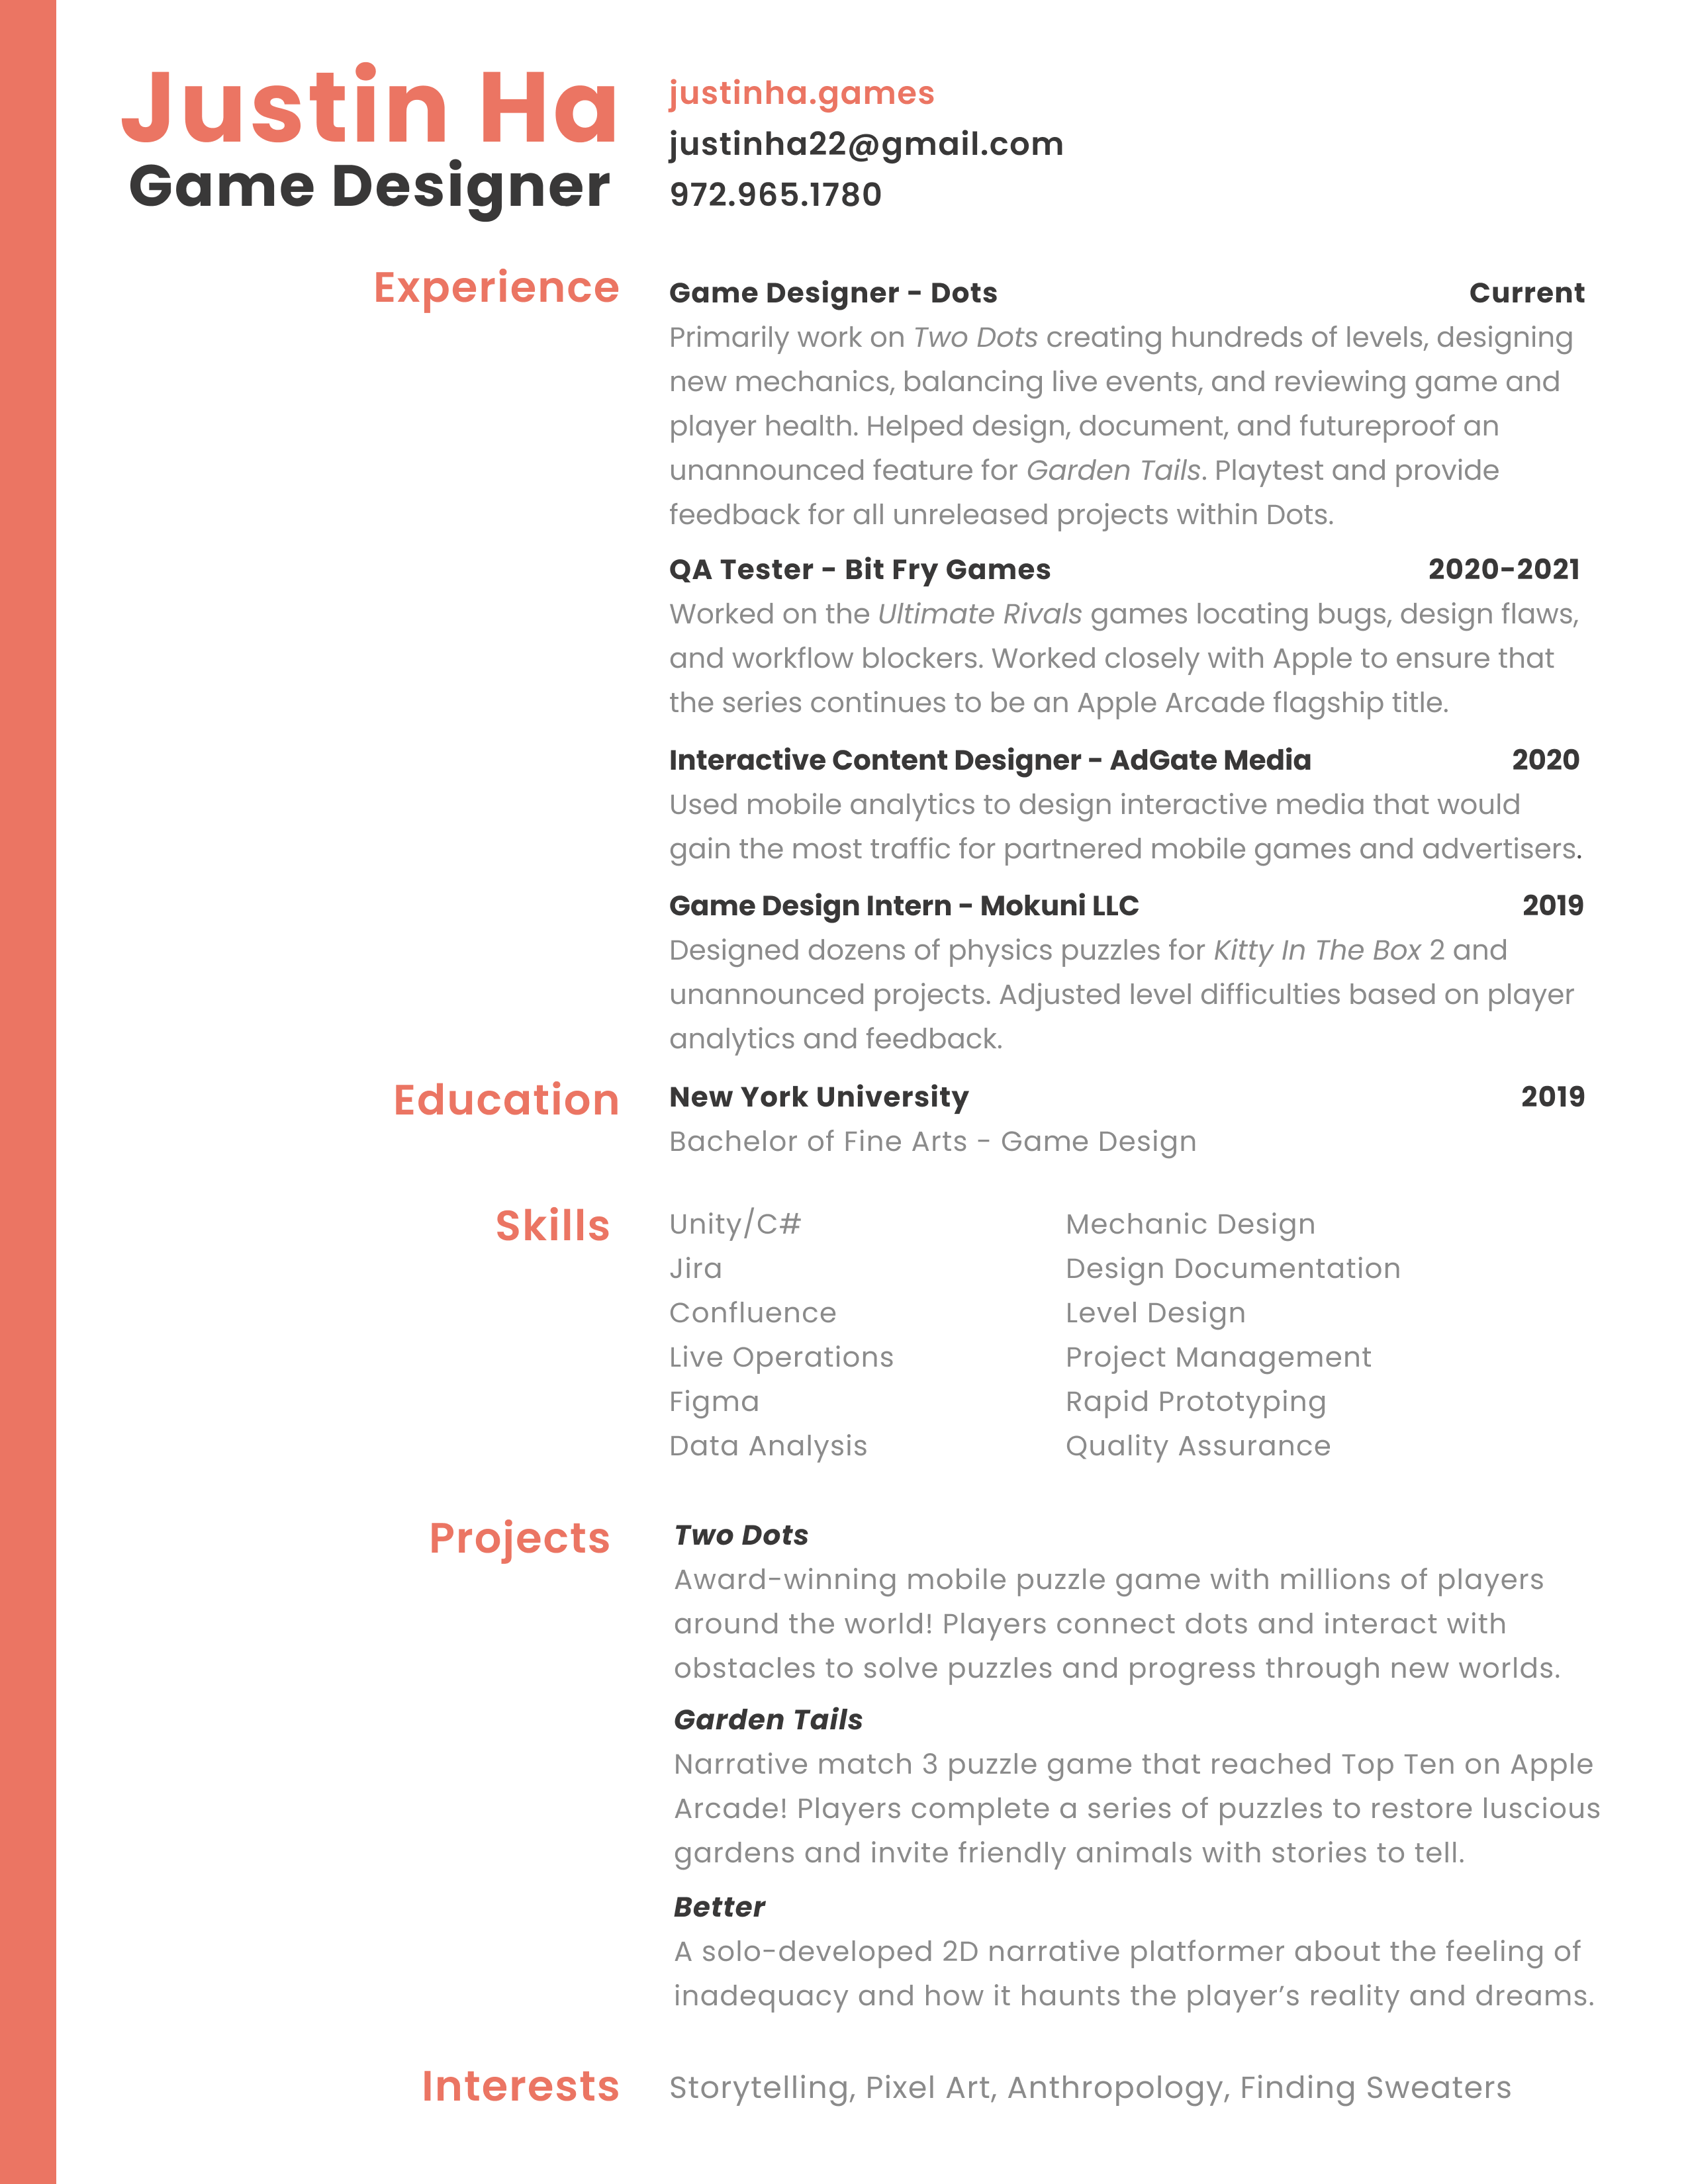 Justin Ha
Game Designer
justinha.games
justinha22@gmail.com
972.965.1780
Experience
Game Designer - Dots Current
Primarily work on Two Dots creating hundreds of levels, designing
new mechanics, balancing live events, and reviewing game and
player health. Helped design, document, and futureproof an
unannounced feature for Garden Tails. Playtest and provide
feedback for all unreleased projects within Dots.
QA Tester - Bit Fry Games 2020-2021
Worked on the Ultimate Rivals games locating bugs, design flaws,
and workflow blockers. Worked closely with Apple to ensure that
the series continues to be an Apple Arcade flagship title.
Interactive Content Designer - AdGate Media 2020
Used mobile analytics to design interactive media that would
gain the most traffic for partnered mobile games and advertisers.
Game Design Intern - Mokuni LLC 2019
Designed dozens of physics puzzles for Kitty In The Box 2 and
unannounced projects. Adjusted level difficulties based on player
analytics and feedback.
Education
New York University 2019
Bachelor of Fine Arts - Game Design
Skills
Unity/C#
Jira
Confluence
Live Operations
Figma
Data Analysis
Mechanic Design
Design Documentation
Level Design
Project Management
Rapid Prototyping
Quality Assurance
Projects
Two Dots
Award-winning mobile puzzle game with millions of players
around the world! Players connect dots and interact with
obstacles to solve puzzles and progress through new worlds.
Garden Tails
Narrative match 3 puzzle game that reached Top Ten on Apple
Arcade! Players complete a series of puzzles to restore luscious
gardens and invite friendly animals with stories to tell.
Better
A solo-developed 2D narrative platformer about the feeling of
inadequacy and how it haunts the player’s reality and dreams.
Interests
Storytelling, Pixel Art, Anthropology, Finding Sweaters